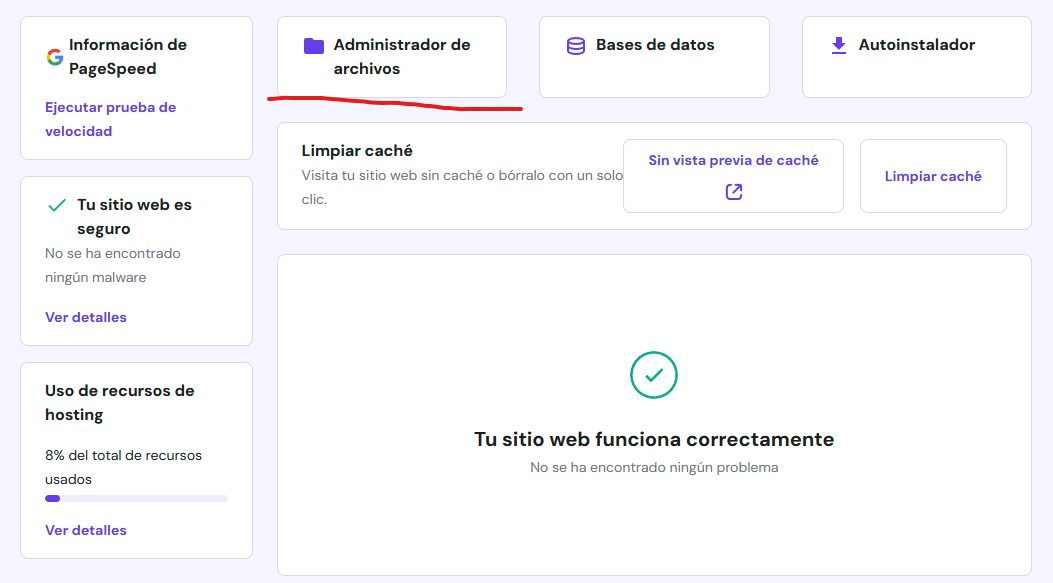 Información de
PageSpeed
Ejecutar prueba de
velocidad
Tu sitio web es
seguro
No se ha encontrado
ningún malware
Ver detalles
Uso de recursos de
hosting
8% del total de recursos
usados
Ver detalles
Administrador de
archivos
Bases de datos
Autoinstalador
Limpiar caché
Visita tu sitio web sin caché o bórralo con un solo
clic.
Sin vista previa de caché
Limpiar caché
Tu sitio web funciona correctamente
No se ha encontrado ningún problema